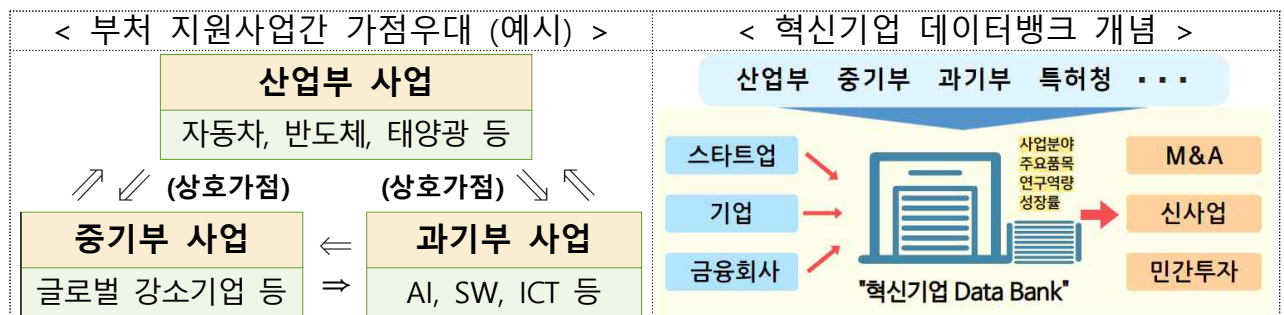 < 부처 지원사업간 가점우대 (예시) >
산업부 사업
자동차, 반도체, 태양광 등
(상호가점) (상호가점)
중기부 사업
글로벌 강소기업 등
⇐
⇒
과기부 사업
AI, SW, ICT 등
< 혁신기업 데이터뱅크 개념 >
산업부 중기부 과기부 특허청 ···
스타트업
기업
금융회사
사업분야
주요품목
연구역량
성장률
"혁신기업 Data Bank"
M&A
신사업
민간투자